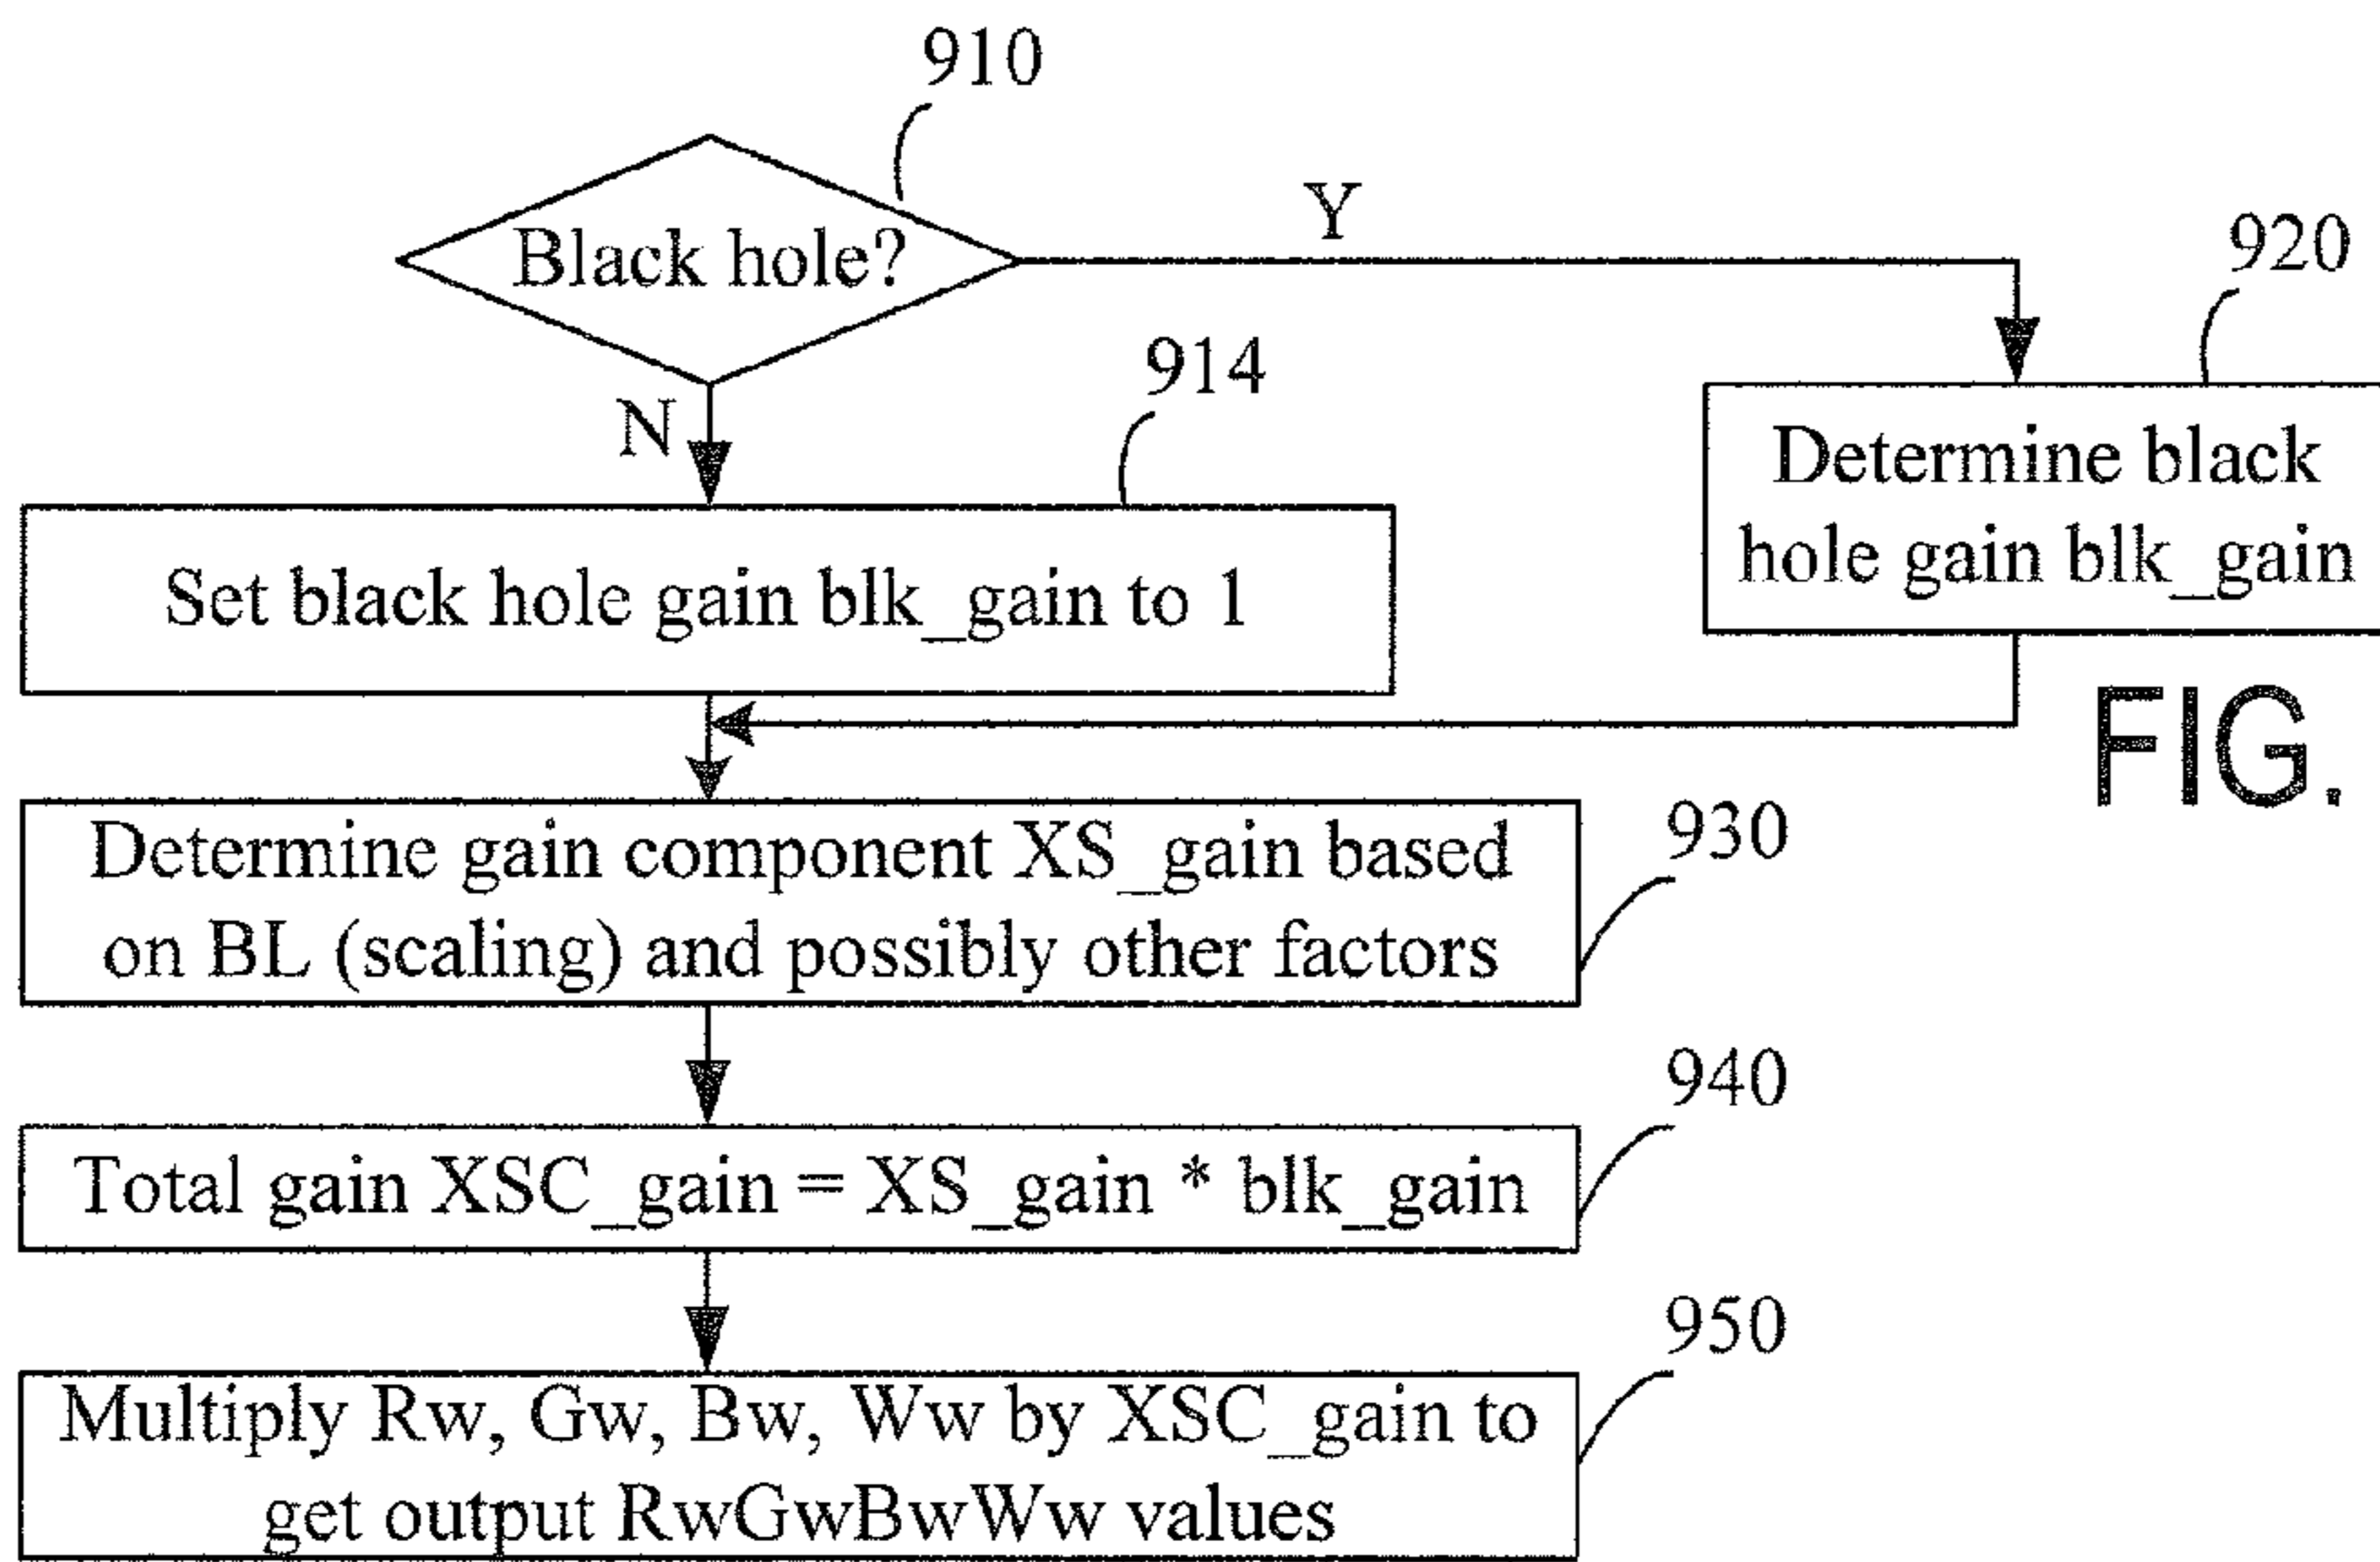 910
Black hole?
Y
920
N
914
Determine black
hole gain blk_gain
Set black hole gain blk_gain to 1
FIG.
Determine gain component XS_gain based
on BL (scaling) and possibly other factors
930
Total gain XSC_gain = XS_gain * blk_gain
940
Multiply Rw, Gw, Bw, Ww by XSC_gain to
get output RwGwBwWw values
950